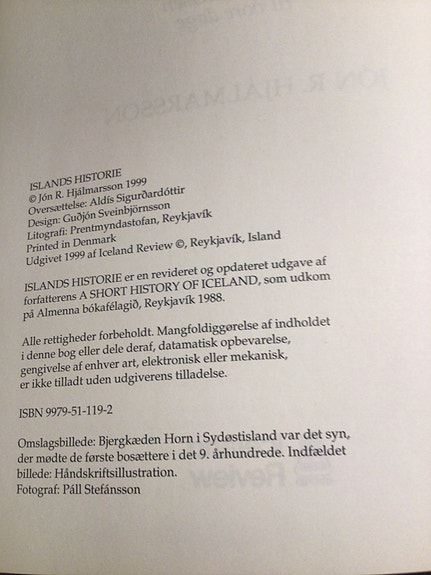 ISLANDS HISTORIE
© Jón R. Hjálmarsson 1999
Oversættelse: Aldís Sigurðardóttir
Design: Guðjón Sveinbjörnsson
Litografi: Prentmyndastofan, Reykjavík
Printed in Denmark
Udgivet 1999 af Iceland Review ©, Reykjavík, Island
ISLANDS HISTORIE er en revideret og opdateret udgave af
forfatterens A SHORT HISTORY OF ICELAND, som udkom
på Almenna bókafélagið, Reykjavík 1988.
Alle rettigheder forbeholdt. Mangfoldiggørelse af indholdet
i denne bog eller dele deraf, datamatisk opbevarelse,
gengivelse af enhver art, elektronisk eller mekanisk,
er ikke tilladt uden udgiverens tilladelse.
ISBN 9979-51-119-2
Omslagsbillede: Bjergkæden Horn i Sydøstisland var det syn,
der mødte de første bosættere i det 9. århundrede. Indfældet
billede: Håndskriftsillustration.
Fotograf: Páll Stefánsson